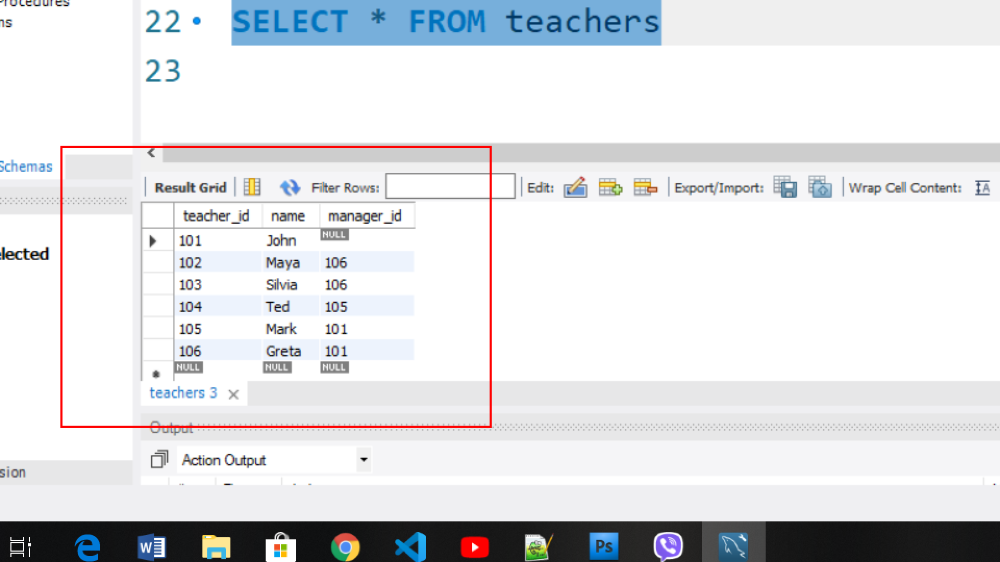 Procedures
ns
22 SELECT * FROM teachers
23
Schemas
Result Grid Filter Rows: Edit: Export/Import: Wrap Cell Content:
teacher_id name manager_id
101 John NULL
102 Maya 106
103 Silvia 106
elected
104 Ted 105
105 Mark 101
106 Greta 101
NULL NULL NULL
teachers 3
Output
Action Output
sion
W Ps